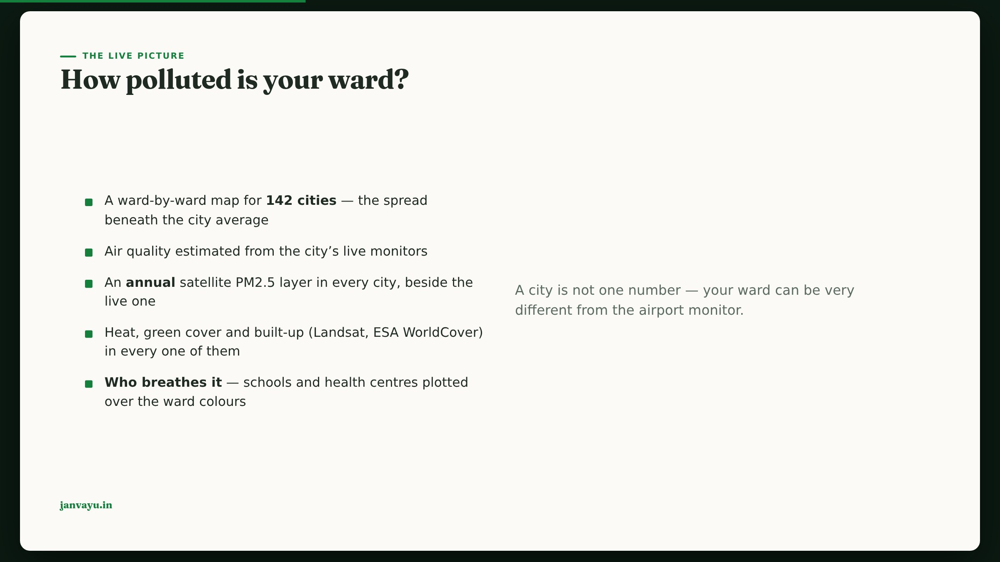 THE LIVE PICTURE
How polluted is your ward?
A ward-by-ward map for 142 cities — the spread
beneath the city average
Air quality estimated from the city’s live monitors
An annual satellite PM2.5 layer in every city, beside the
live one
Heat, green cover and built-up (Landsat, ESA WorldCover)
in every one of them
Who breathes it — schools and health centres plotted
over the ward colours
A city is not one number — your ward can be very
different from the airport monitor.
janvayu.in